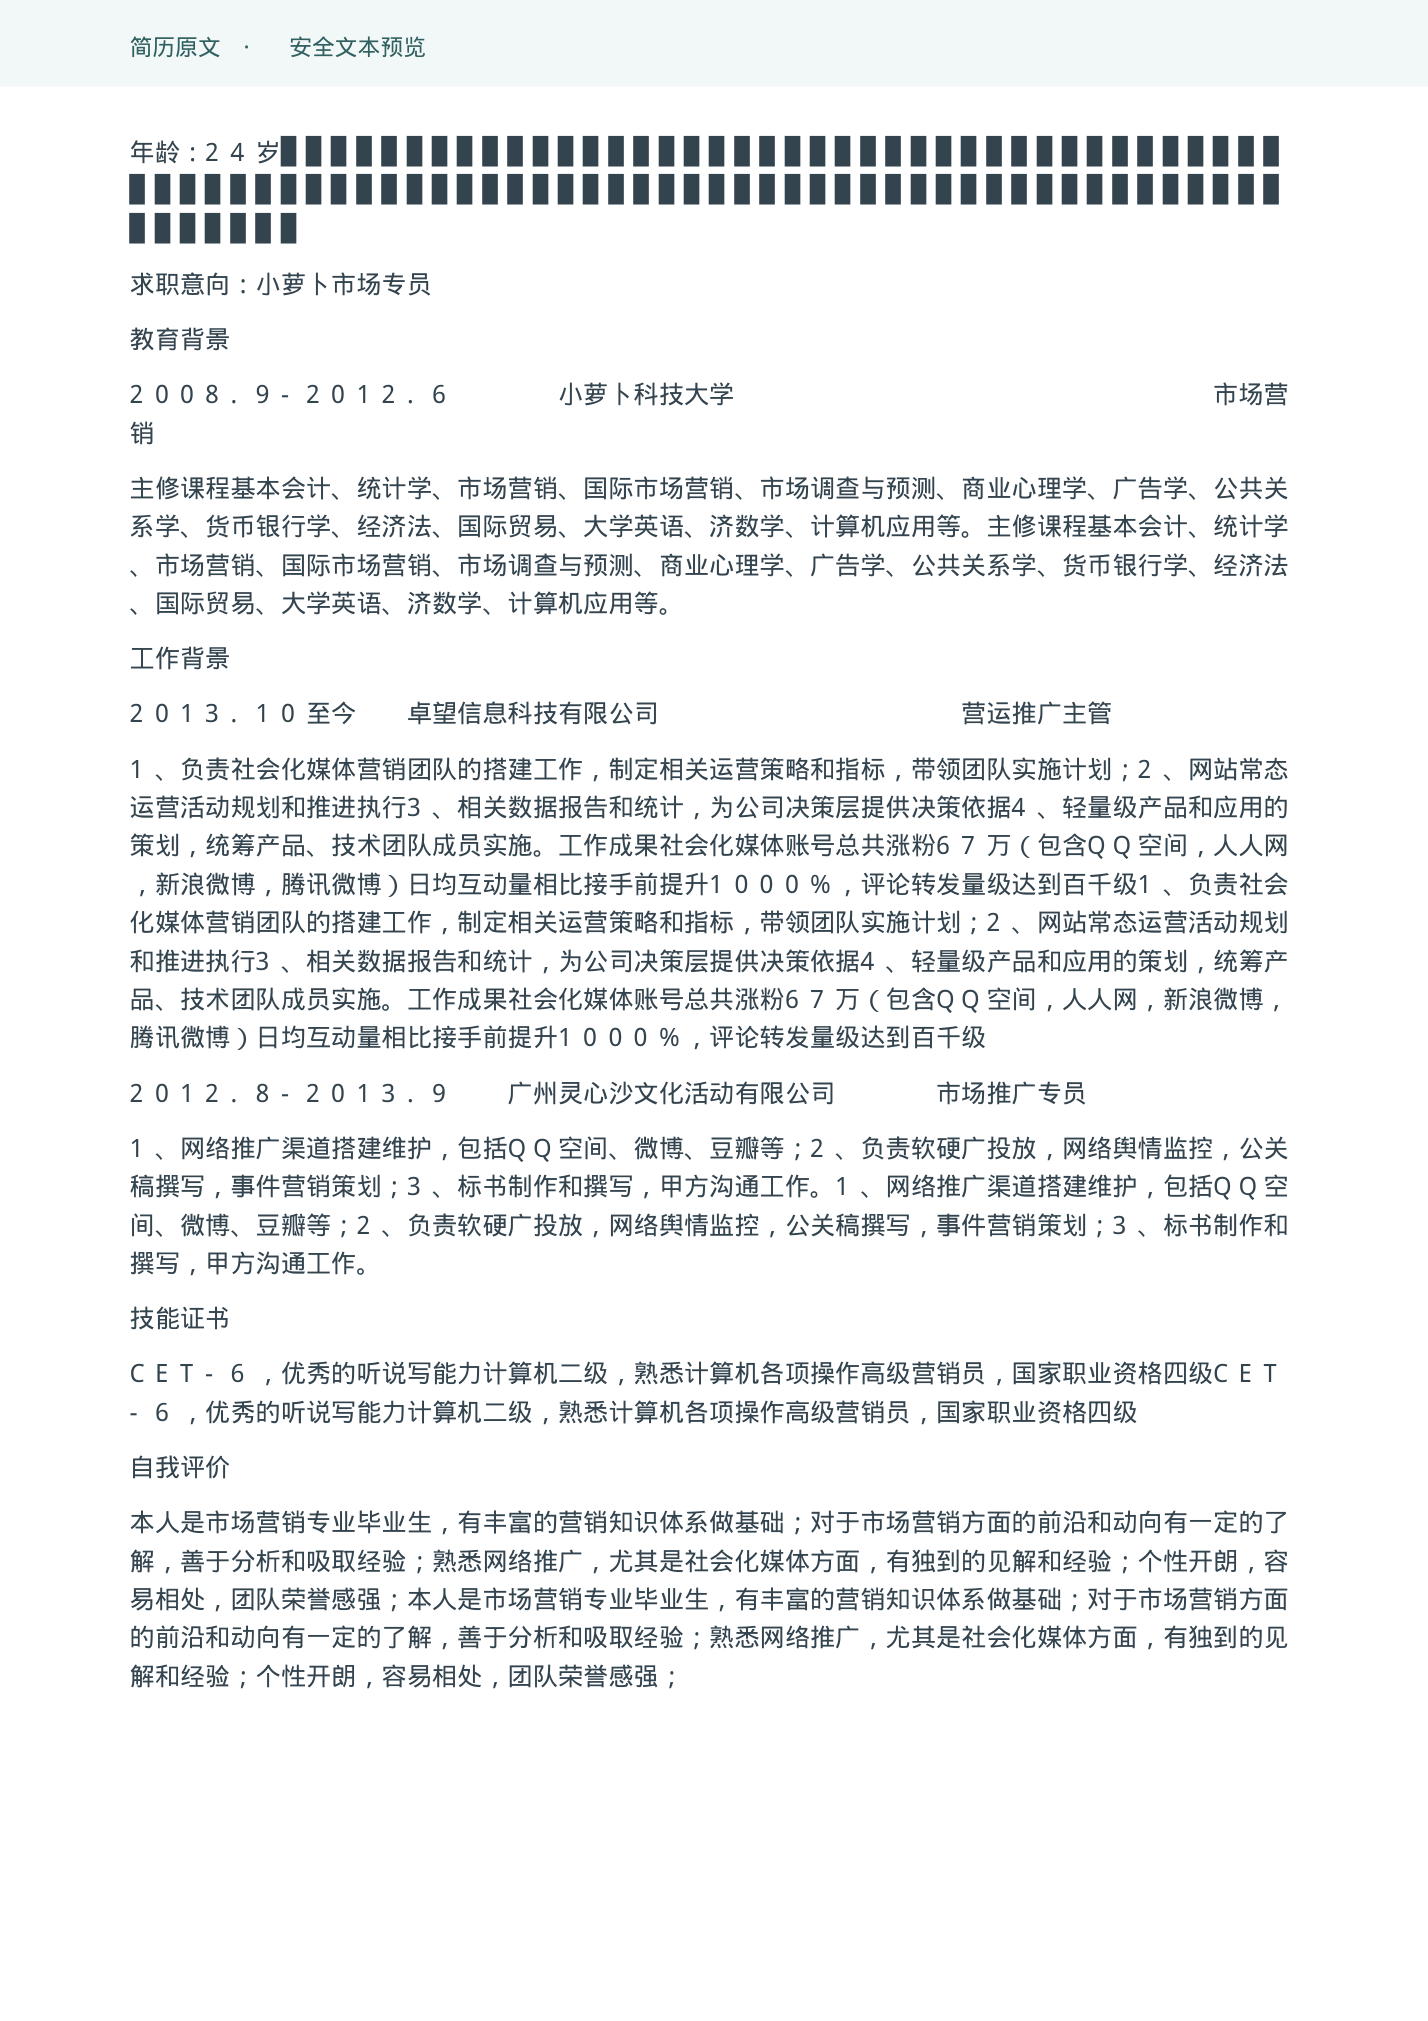 简历原文 · 安全文本预览
年龄：24岁
求职意向：小萝卜市场专员
教育背景
2008.9-2012.6 小萝卜科技大学 市场营
销
主修课程基本会计、统计学、市场营销、国际市场营销、市场调查与预测、商业心理学、广告学、公共关
系学、货币银行学、经济法、国际贸易、大学英语、济数学、计算机应用等。主修课程基本会计、统计学
、市场营销、国际市场营销、市场调查与预测、商业心理学、广告学、公共关系学、货币银行学、经济法
、国际贸易、大学英语、济数学、计算机应用等。
工作背景
2013.10至今 卓望信息科技有限公司 营运推广主管
1、负责社会化媒体营销团队的搭建工作，制定相关运营策略和指标，带领团队实施计划；2、网站常态
运营活动规划和推进执行3、相关数据报告和统计，为公司决策层提供决策依据4、轻量级产品和应用的
策划，统筹产品、技术团队成员实施。工作成果社会化媒体账号总共涨粉67万（包含QQ空间，人人网
，新浪微博，腾讯微博）日均互动量相比接手前提升1000%，评论转发量级达到百千级1、负责社会
化媒体营销团队的搭建工作，制定相关运营策略和指标，带领团队实施计划；2、网站常态运营活动规划
和推进执行3、相关数据报告和统计，为公司决策层提供决策依据4、轻量级产品和应用的策划，统筹产
品、技术团队成员实施。工作成果社会化媒体账号总共涨粉67万（包含QQ空间，人人网，新浪微博，
腾讯微博）日均互动量相比接手前提升1000%，评论转发量级达到百千级
2012.8-2013.9 广州灵心沙文化活动有限公司 市场推广专员
1、网络推广渠道搭建维护，包括QQ空间、微博、豆瓣等；2、负责软硬广投放，网络舆情监控，公关
稿撰写，事件营销策划；3、标书制作和撰写，甲方沟通工作。1、网络推广渠道搭建维护，包括QQ空
间、微博、豆瓣等；2、负责软硬广投放，网络舆情监控，公关稿撰写，事件营销策划；3、标书制作和
撰写，甲方沟通工作。
技能证书
CET-6，优秀的听说写能力计算机二级，熟悉计算机各项操作高级营销员，国家职业资格四级CET
-6，优秀的听说写能力计算机二级，熟悉计算机各项操作高级营销员，国家职业资格四级
自我评价
本人是市场营销专业毕业生，有丰富的营销知识体系做基础；对于市场营销方面的前沿和动向有一定的了
解，善于分析和吸取经验；熟悉网络推广，尤其是社会化媒体方面，有独到的见解和经验；个性开朗，容
易相处，团队荣誉感强；本人是市场营销专业毕业生，有丰富的营销知识体系做基础；对于市场营销方面
的前沿和动向有一定的了解，善于分析和吸取经验；熟悉网络推广，尤其是社会化媒体方面，有独到的见
解和经验；个性开朗，容易相处，团队荣誉感强；